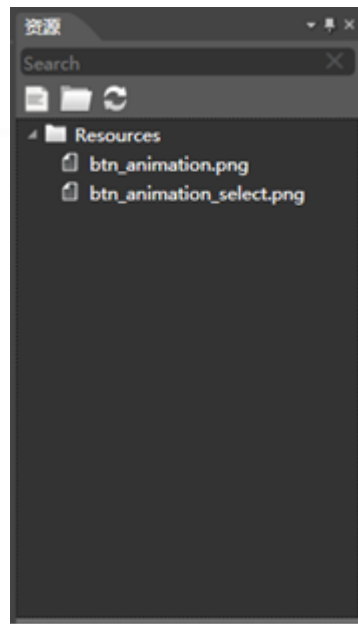 资源
Search
Resources
btn_animation.png
btn_animation_select.png